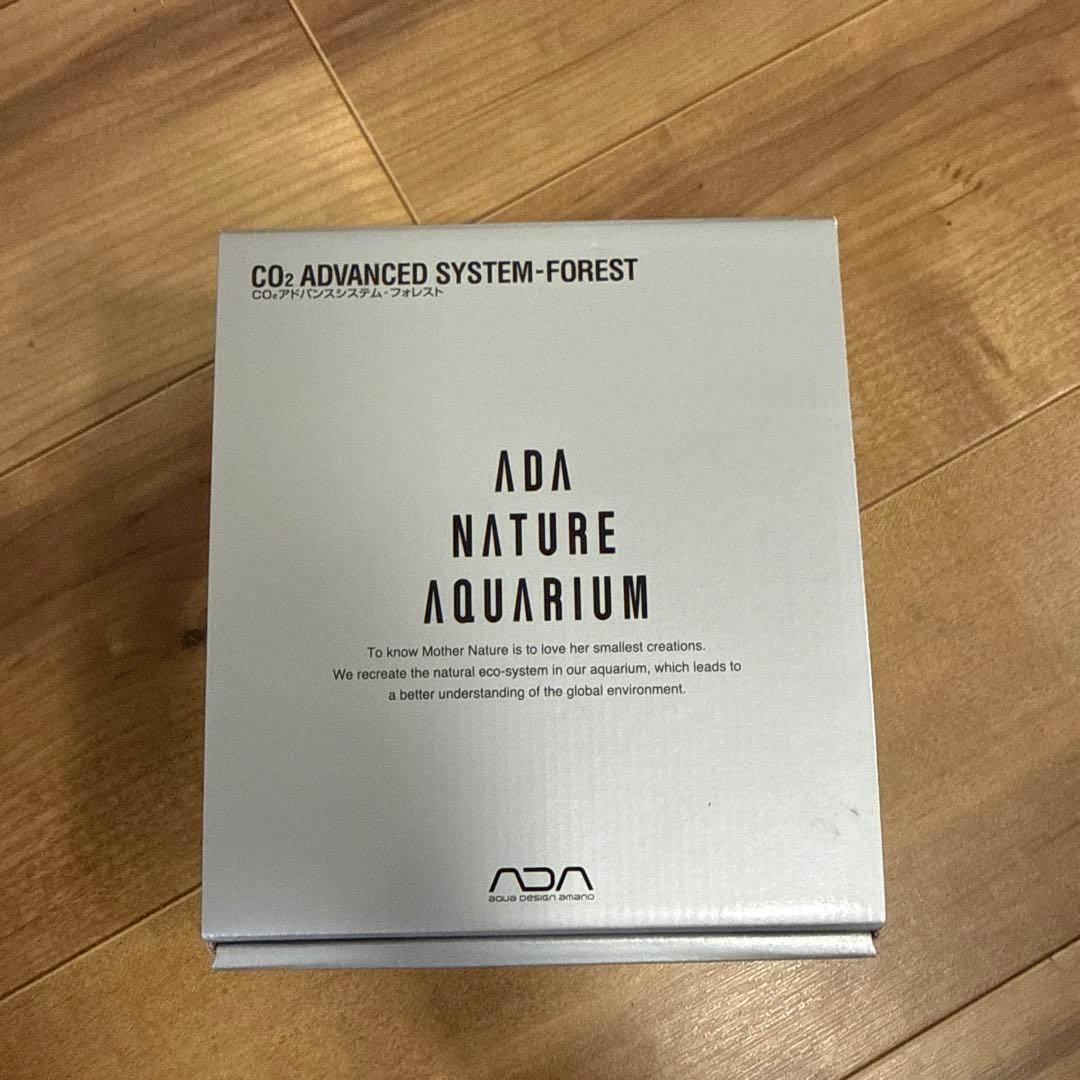 CO₂ ADVANCED SYSTEM-FOREST
CO₂アドバンスシステム-フォレスト
ADA
NATURE
AQUARIUM
To know Mother Nature is to love her smallest creations.
We recreate the natural eco-system in our aquarium, which leads to
a better understanding of the global environment.
ADA
aqua design amano